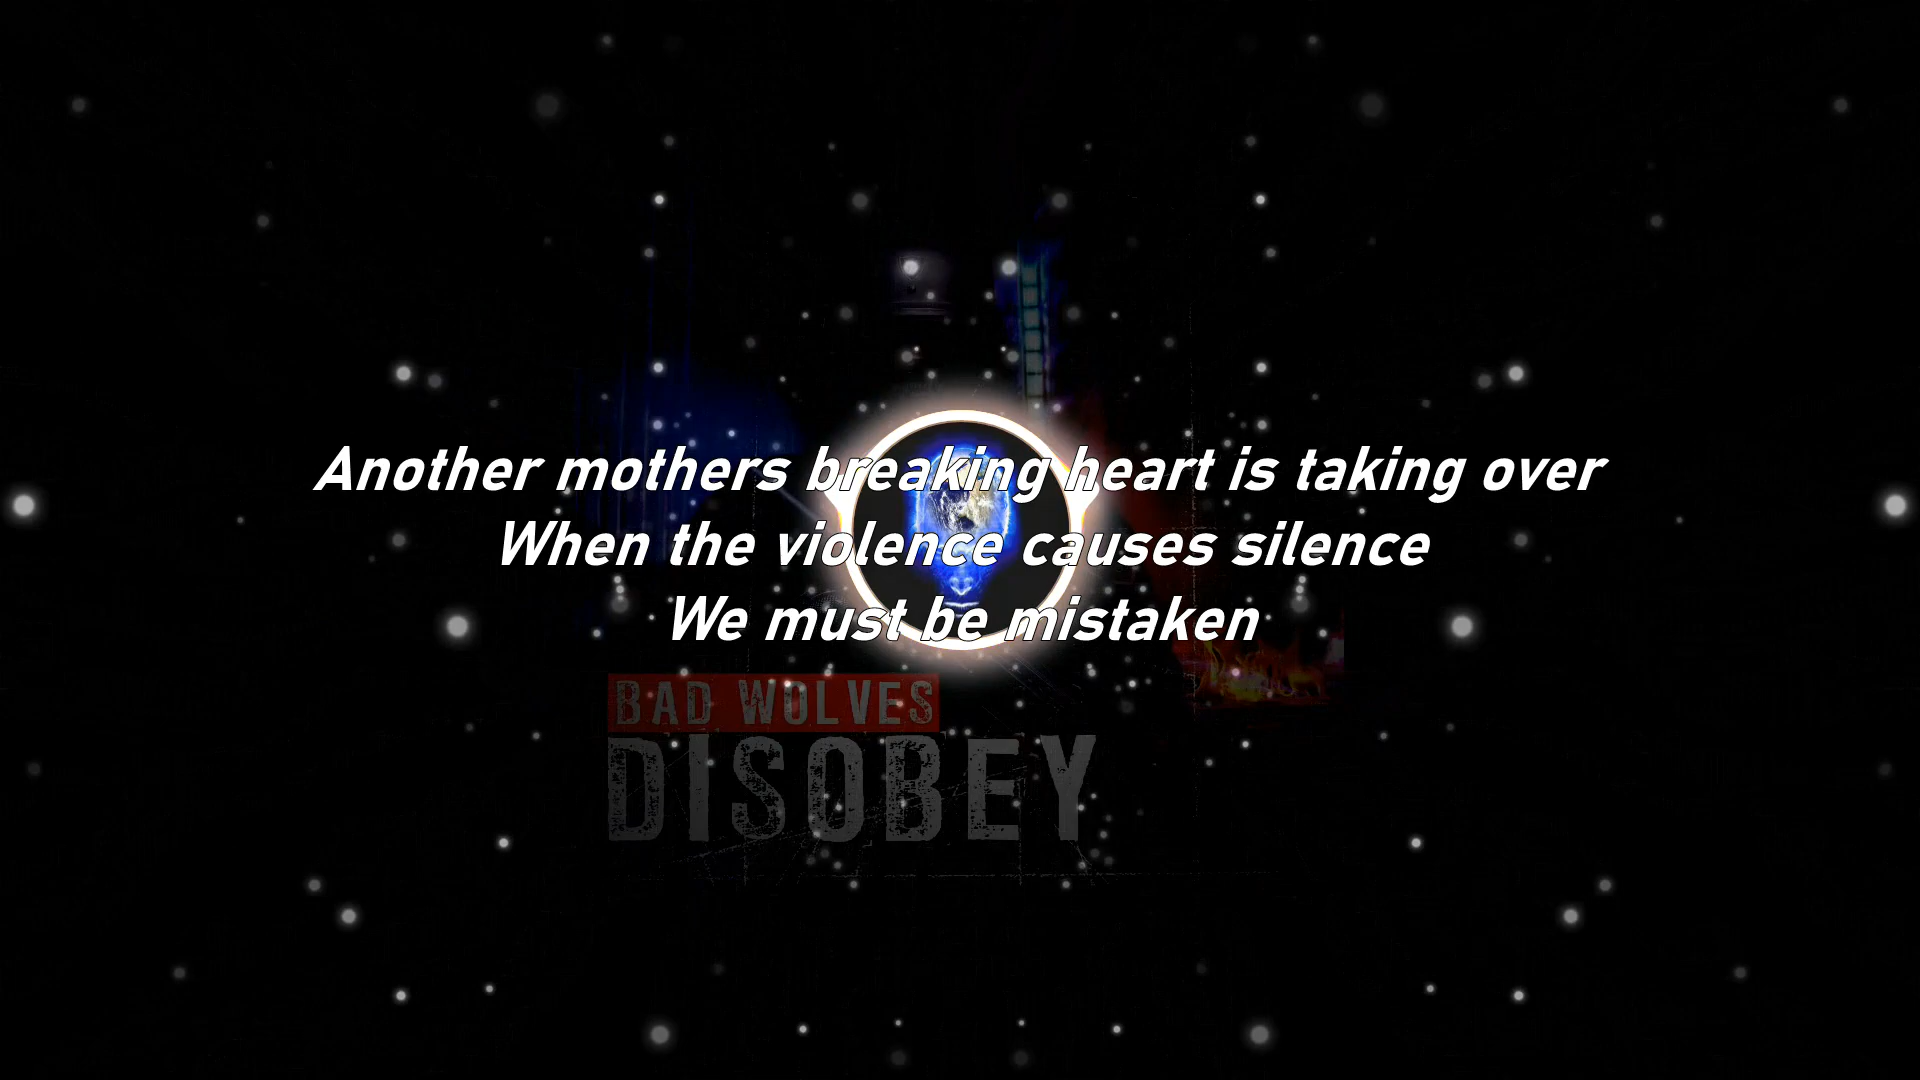 Another mothers breaking heart is taking over
When the violence causes silence
We must be mistaken
BAD WOLVES
DISOBEY